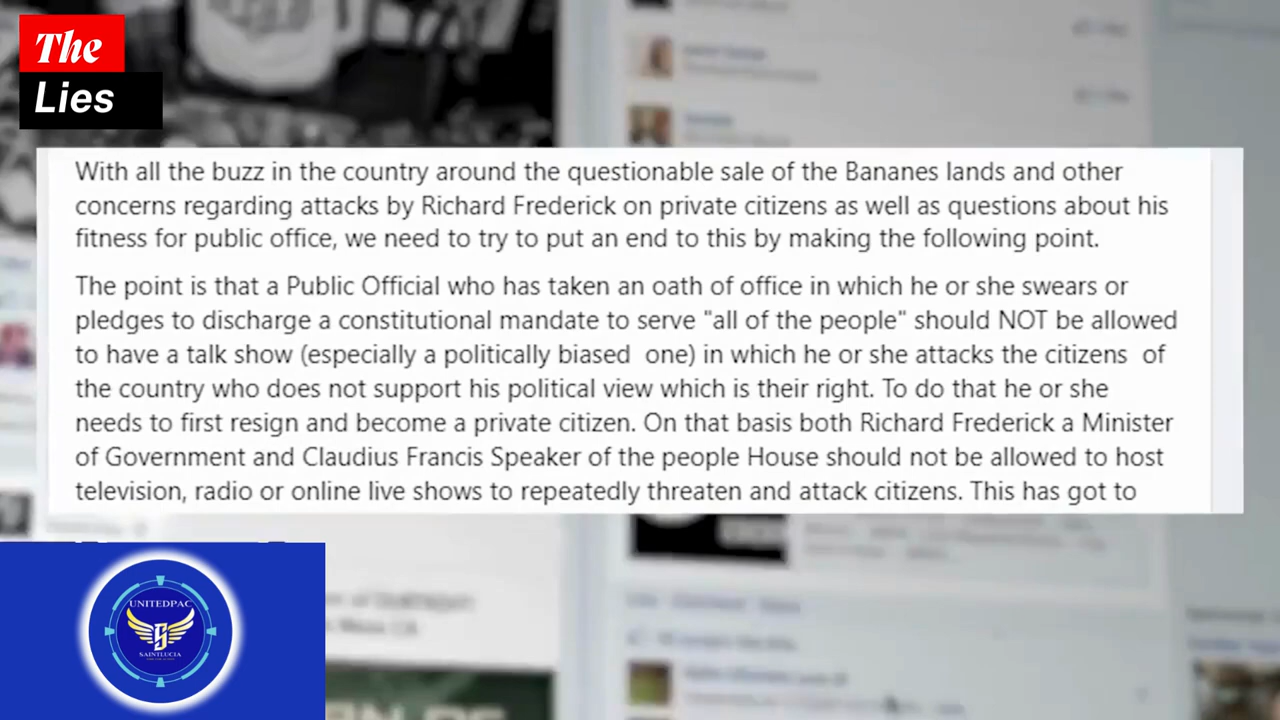 The
Lies
With all the buzz in the country around the questionable sale of the Bananes lands and other
concerns regarding attacks by Richard Frederick on private citizens as well as questions about his
fitness for public office, we need to try to put an end to this by making the following point.
The point is that a Public Official who has taken an oath of office in which he or she swears or
pledges to discharge a constitutional mandate to serve "all of the people" should NOT be allowed
to have a talk show (especially a politically biased  one) in which he or she attacks the citizens  of
the country who does not support his political view which is their right. To do that he or she
needs to first resign and become a private citizen. On that basis both Richard Frederick a Minister
of Government and Claudius Francis Speaker of the people House should not be allowed to host
television, radio or online live shows to repeatedly threaten and attack citizens. This has got to
UNITEDPAC
SAINTLUCIA